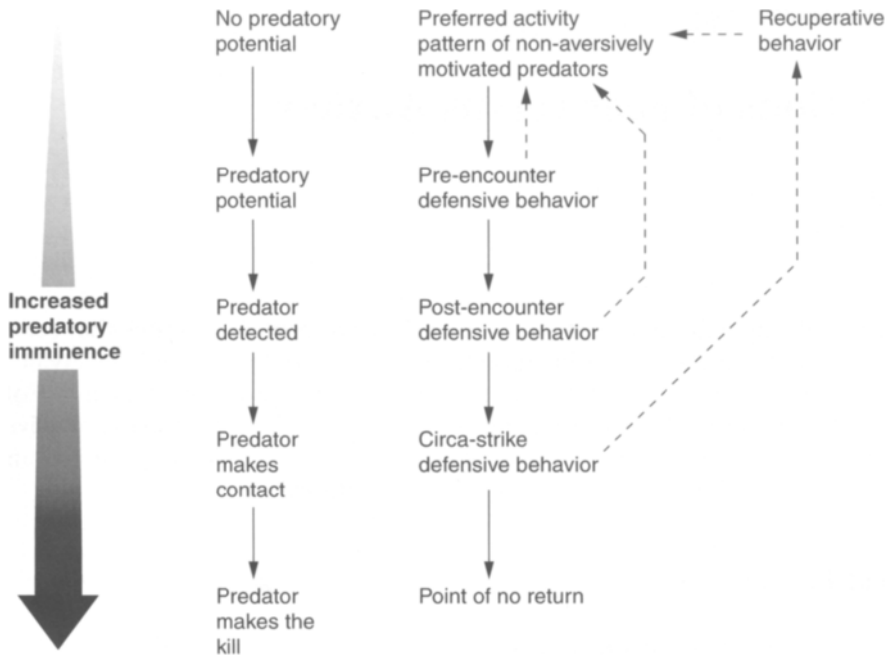 No predatory
potential
Preferred activity
pattern of non-aversively
motivated predators
Recuperative
behavior
Predatory
potential
Pre-encounter
defensive behavior
Increased
predatory
imminence
Predator
detected
Post-encounter
defensive behavior
Predator
makes
contact
Circa-strike
defensive behavior
Predator
makes the
kill
Point of no return